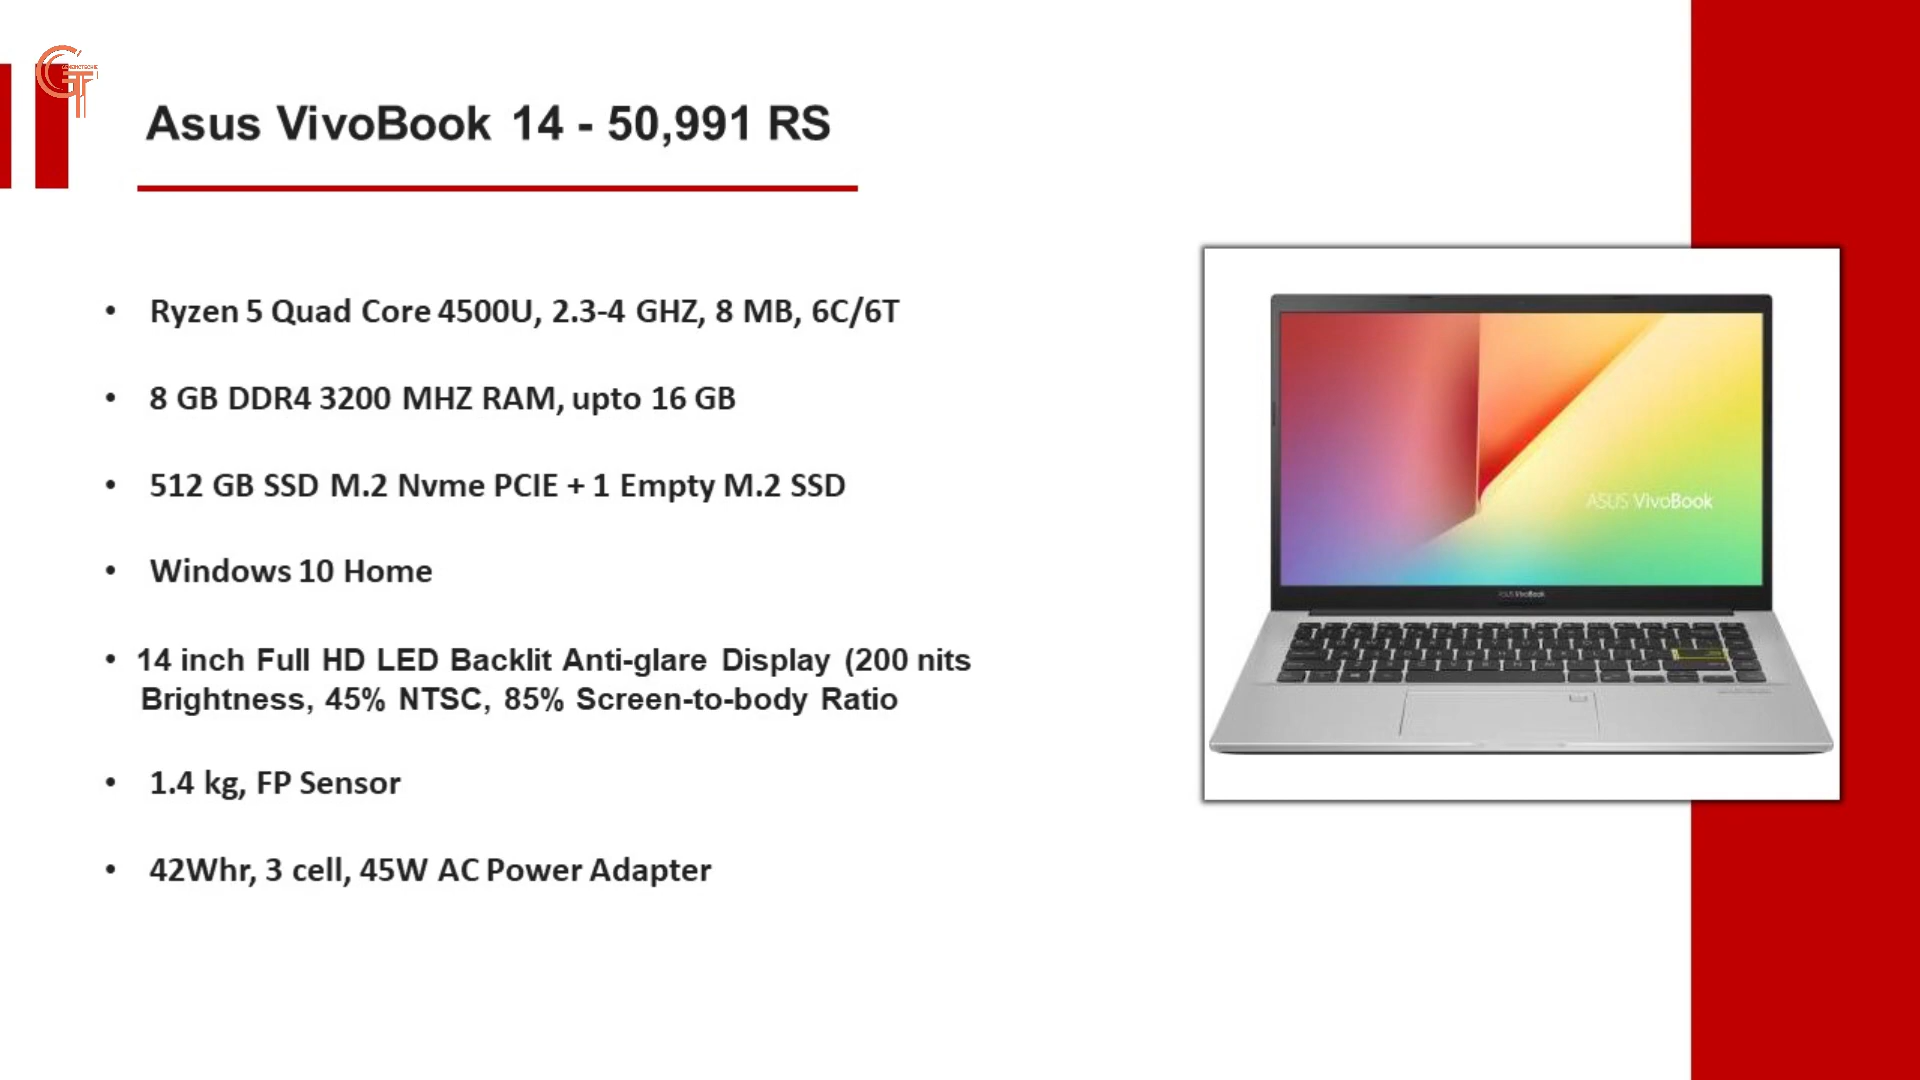 Asus VivoBook 14 - 50,991 RS
• Ryzen 5 Quad Core 4500U, 2.3-4 GHZ, 8 MB, 6C/6T
• 8 GB DDR4 3200 MHZ RAM, upto 16 GB
• 512 GB SSD M.2 Nvme PCIE + 1 Empty M.2 SSD
• Windows 10 Home
• 14 inch Full HD LED Backlit Anti-glare Display (200 nits
Brightness, 45% NTSC, 85% Screen-to-body Ratio
• 1.4 kg, FP Sensor
• 42Whr, 3 cell, 45W AC Power Adapter
ASUS VivoBook
ASUS VivoBook